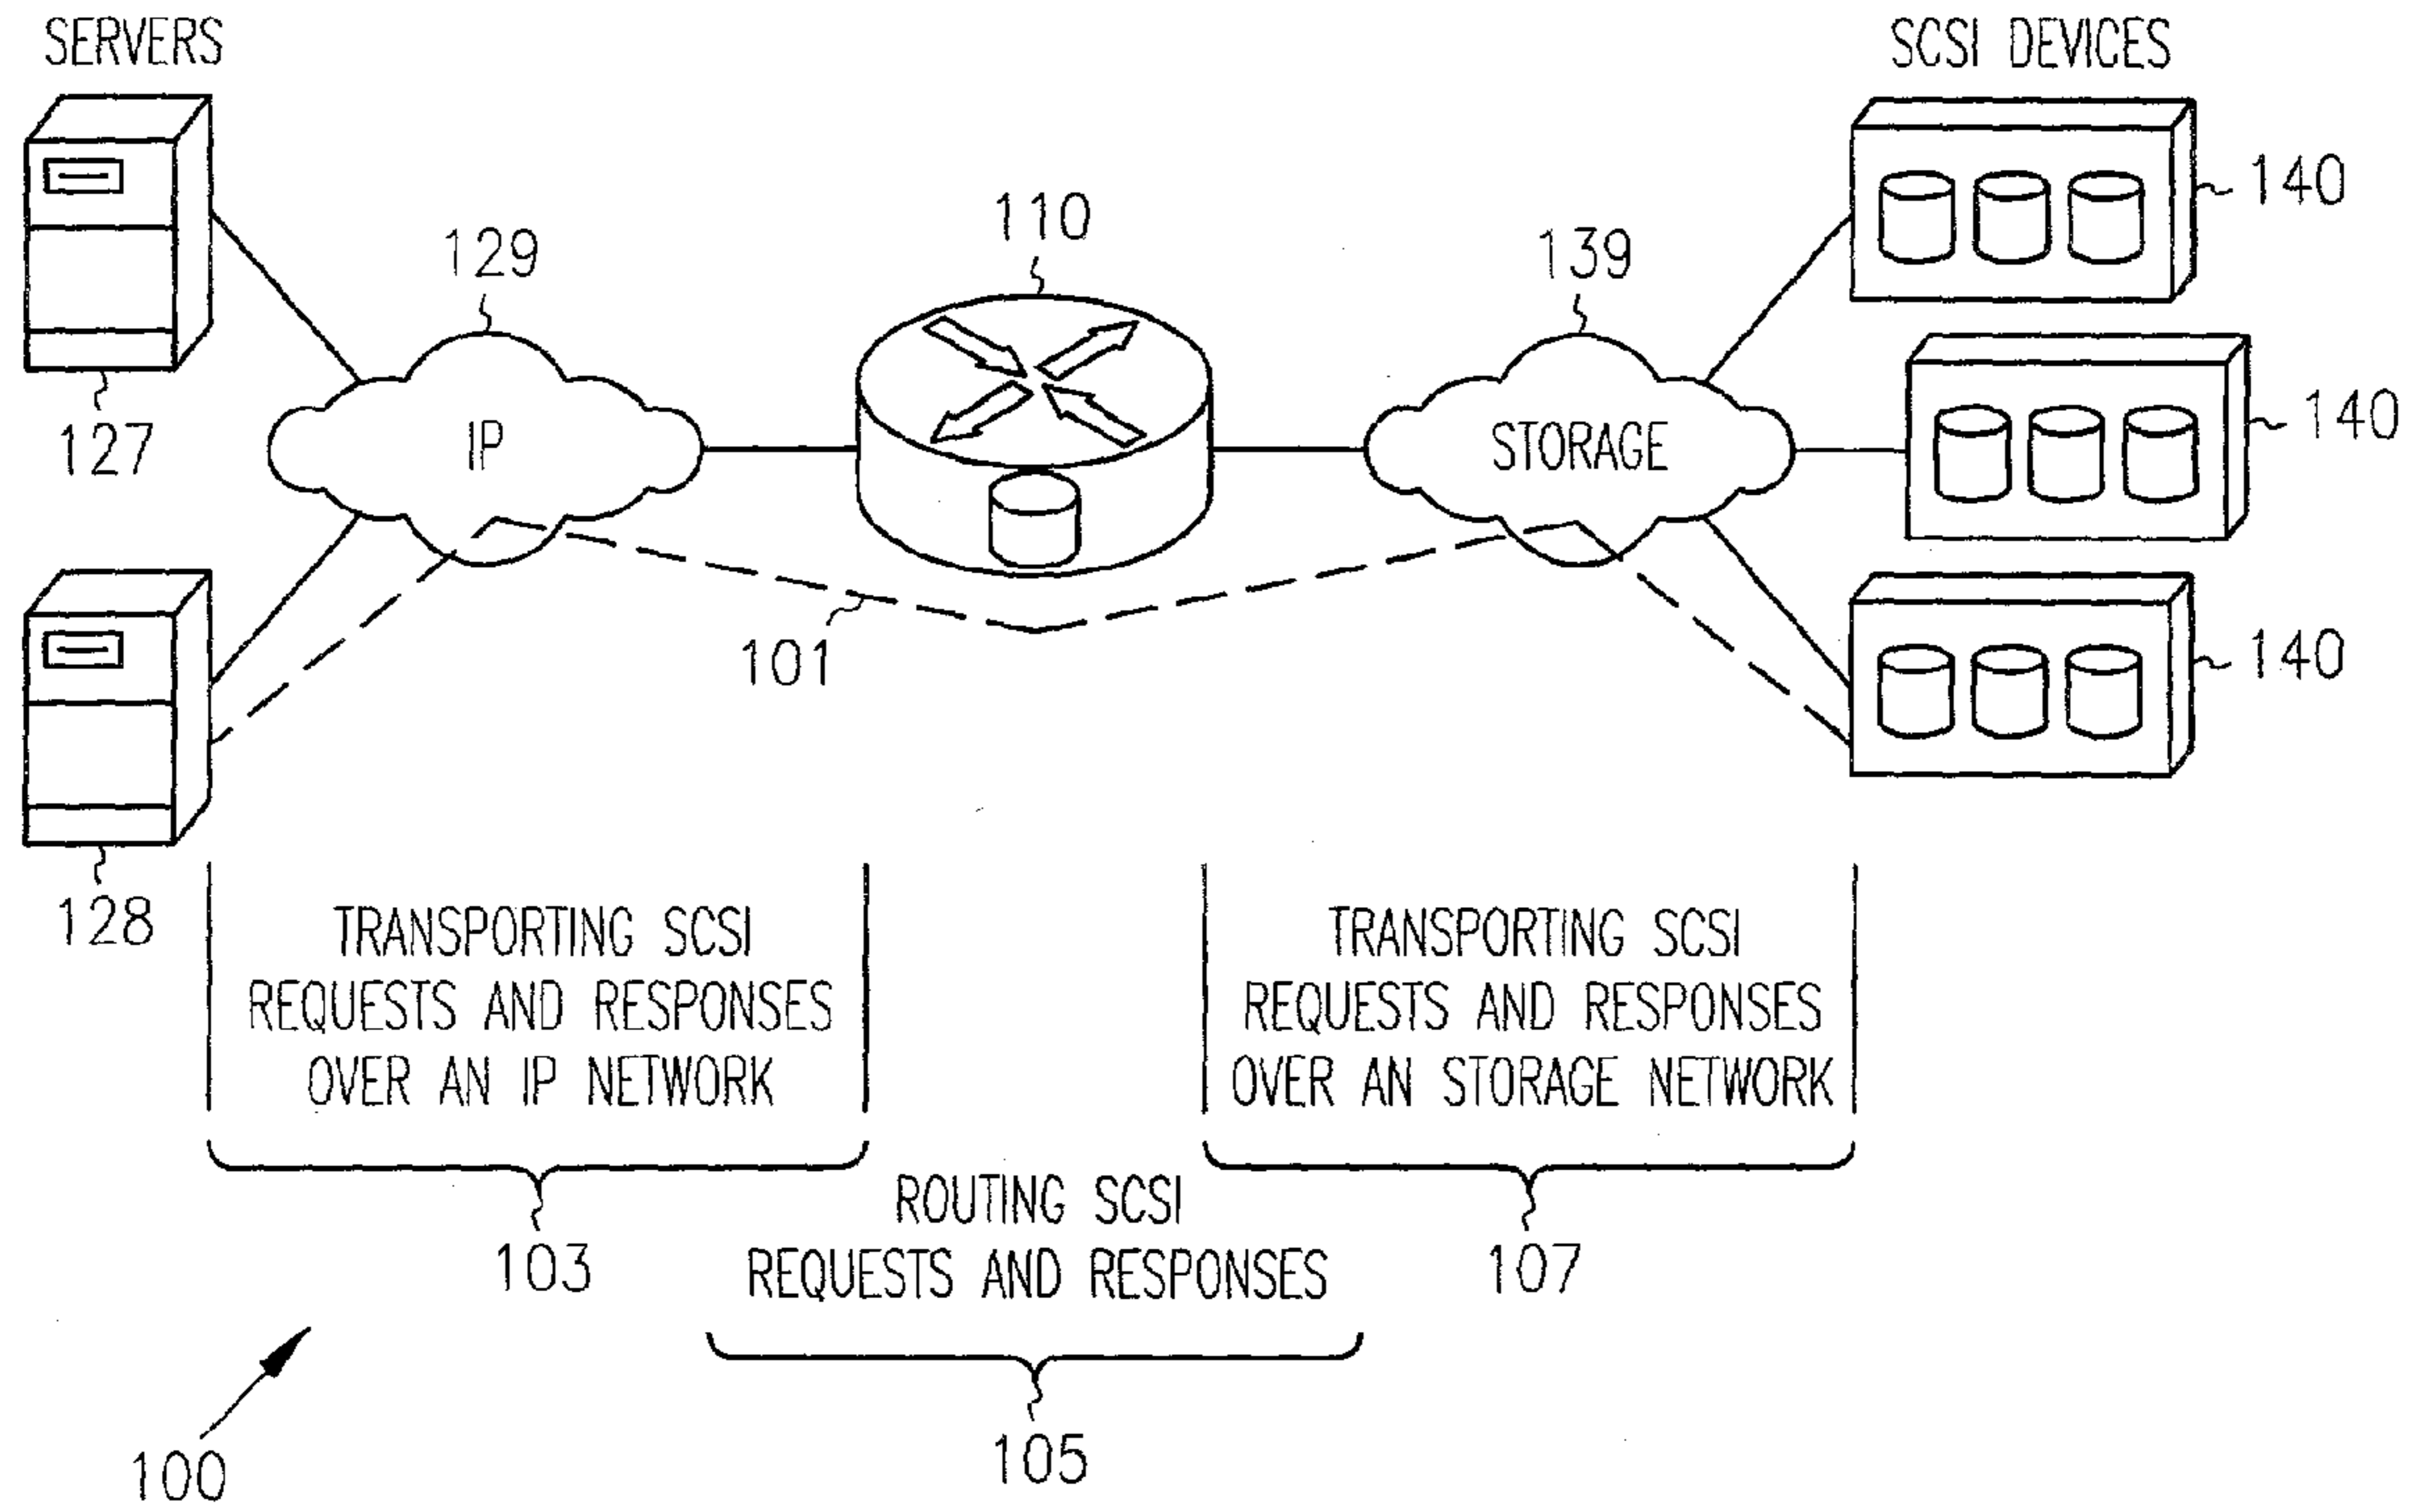 SERVERS
SCSI DEVICES
127
128
129
IP
110
101
139
STORAGE
140
140
140
TRANSPORTING SCSI
REQUESTS AND RESPONSES
OVER AN IP NETWORK
103
ROUTING SCSI
REQUESTS AND RESPONSES
105
TRANSPORTING SCSI
REQUESTS AND RESPONSES
OVER AN STORAGE NETWORK
107
100